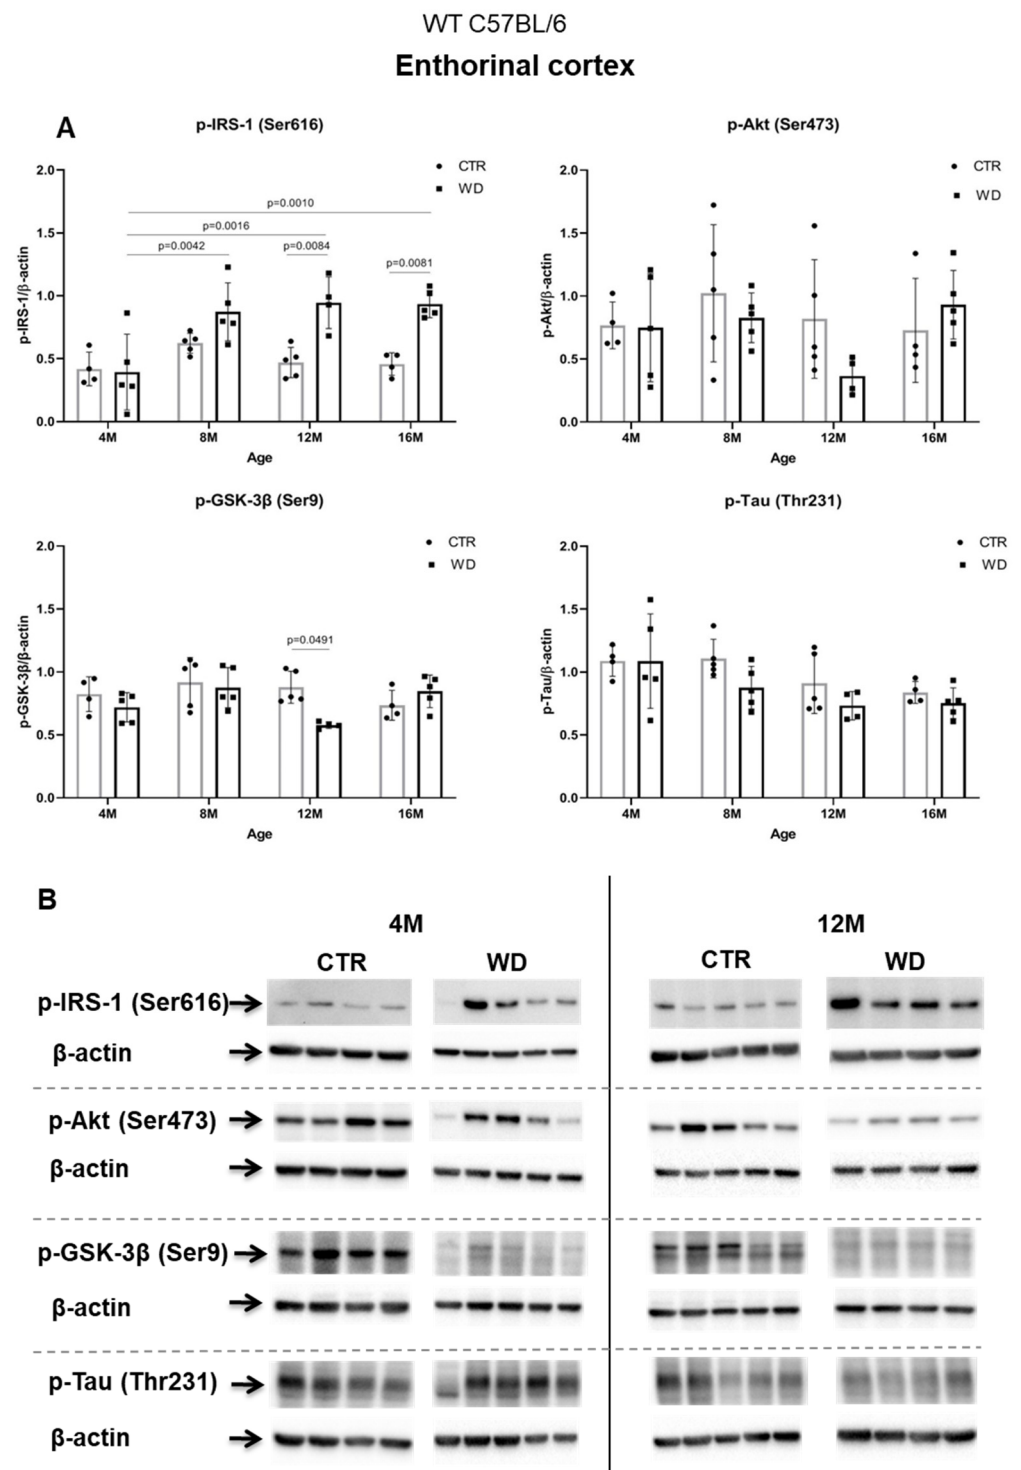 WT C57BL/6
Enthorinal cortex
A
p-IRS-1 (Ser616)
CTR
WD
2.0
1.5
1.0
0.5
0.0
p-IRS-1/β-actin
p=0.0010
p=0.0016
p=0.0042
p=0.0084
p=0.0081
4M 8M 12M 16M
Age
p-Akt (Ser473)
CTR
WD
2.0
1.5
1.0
0.5
0.0
p-Akt/β-actin
4M 8M 12M 16M
Age
p-GSK-3β (Ser9)
CTR
WD
2.0
1.5
1.0
0.5
0.0
p-GSK-3β/β-actin
p=0.0491
4M 8M 12M 16M
Age
p-Tau (Thr231)
CTR
WD
2.0
1.5
1.0
0.5
0.0
p-Tau/β-actin
4M 8M 12M 16M
Age
B
4M 12M
CTR WD CTR WD
p-IRS-1 (Ser616)
β-actin
p-Akt (Ser473)
β-actin
p-GSK-3β (Ser9)
β-actin
p-Tau (Thr231)
β-actin